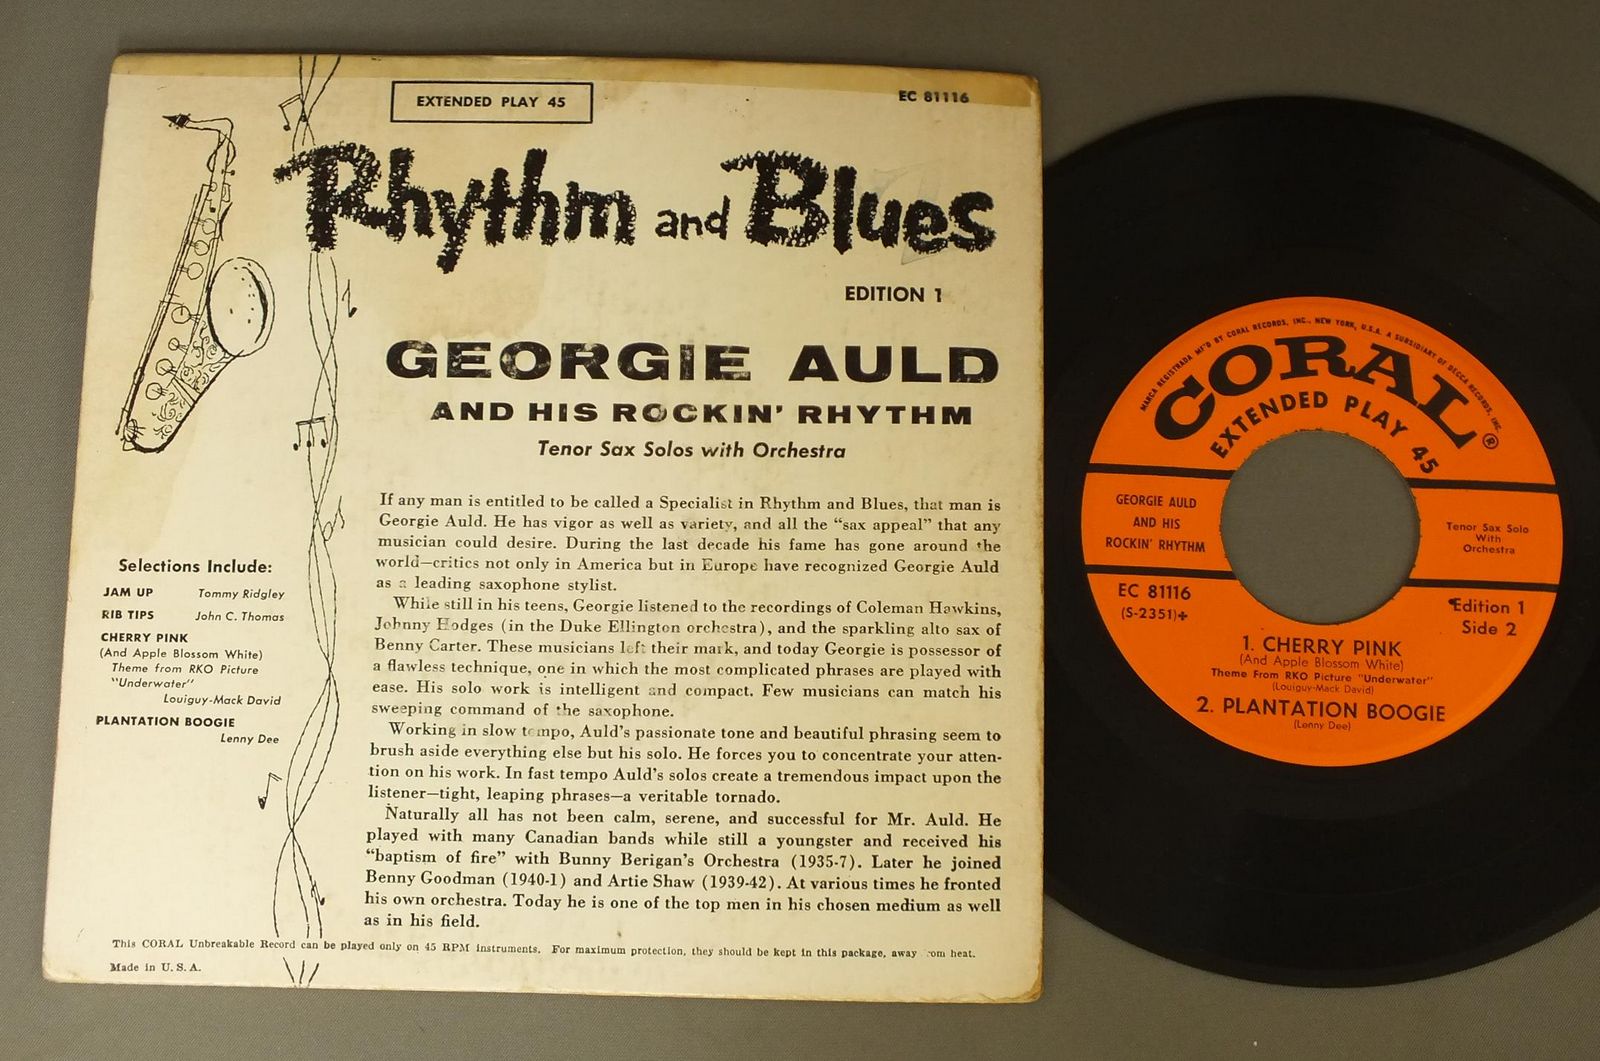 EXTENDED PLAY 45
EC 81116
Rhythm and Blues
EDITION 1
GEORGIE AULD
AND HIS ROCKIN' RHYTHM
Tenor Sax Solos with Orchestra
If any man is entitled to be called a Specialist in Rhythm and Blues, that man is
Georgie Auld. He has vigor as well as variety, and all the “sax appeal” that any
musician could desire. During the last decade his fame has gone around the
world—critics not only in America but in Europe have recognized Georgie Auld
as a leading saxophone stylist.
While still in his teens, Georgie listened to the recordings of Coleman Hawkins,
Johnny Hodges (in the Duke Ellington orchestra), and the sparkling alto sax of
Benny Carter. These musicians left their mark, and today Georgie is possessor of
a flawless technique, one in which the most complicated phrases are played with
ease. His solo work is intelligent and compact. Few musicians can match his
sweeping command of the saxophone.
Working in slow tempo, Auld's passionate tone and beautiful phrasing seem to
brush aside everything else but his solo. He forces you to concentrate your atten-
tion on his work. In fast tempo Auld's solos create a tremendous impact upon the
listener—tight, leaping phrases—a veritable tornado.
Naturally all has not been calm, serene, and successful for Mr. Auld. He
played with many Canadian bands while still a youngster and received his
“baptism of fire” with Bunny Berigan's Orchestra (1935-7). Later he joined
Benny Goodman (1940-1) and Artie Shaw (1939-42). At various times he fronted
his own orchestra. Today he is one of the top men in his chosen medium as well
as in his field.
Selections Include:
JAM UP Tommy Ridgley
RIB TIPS John C. Thomas
CHERRY PINK
(And Apple Blossom White)
Theme from RKO Picture
"Underwater"
Louiguy-Mack David
PLANTATION BOOGIE
Lenny Dee
This CORAL Unbreakable Record can be played only on 45 RPM instruments. For maximum protection, they should be kept in this package, away from heat.
Made in U. S. A.
MARCA REGISTRADA MF'D BY CORAL RECORDS, INC., NEW YORK, U.S.A. A SUBSIDIARY OF DECCA RECORDS, INC.
CORAL ®
EXTENDED PLAY 45
GEORGIE AULD
AND HIS
ROCKIN' RHYTHM
Tenor Sax Solo
With
Orchestra
EC 81116
(S-2351)+
Edition 1
Side 2
1. CHERRY PINK
(And Apple Blossom White)
Theme From RKO Picture "Underwater"
(Louiguy-Mack David)
2. PLANTATION BOOGIE
(Lenny Dee)